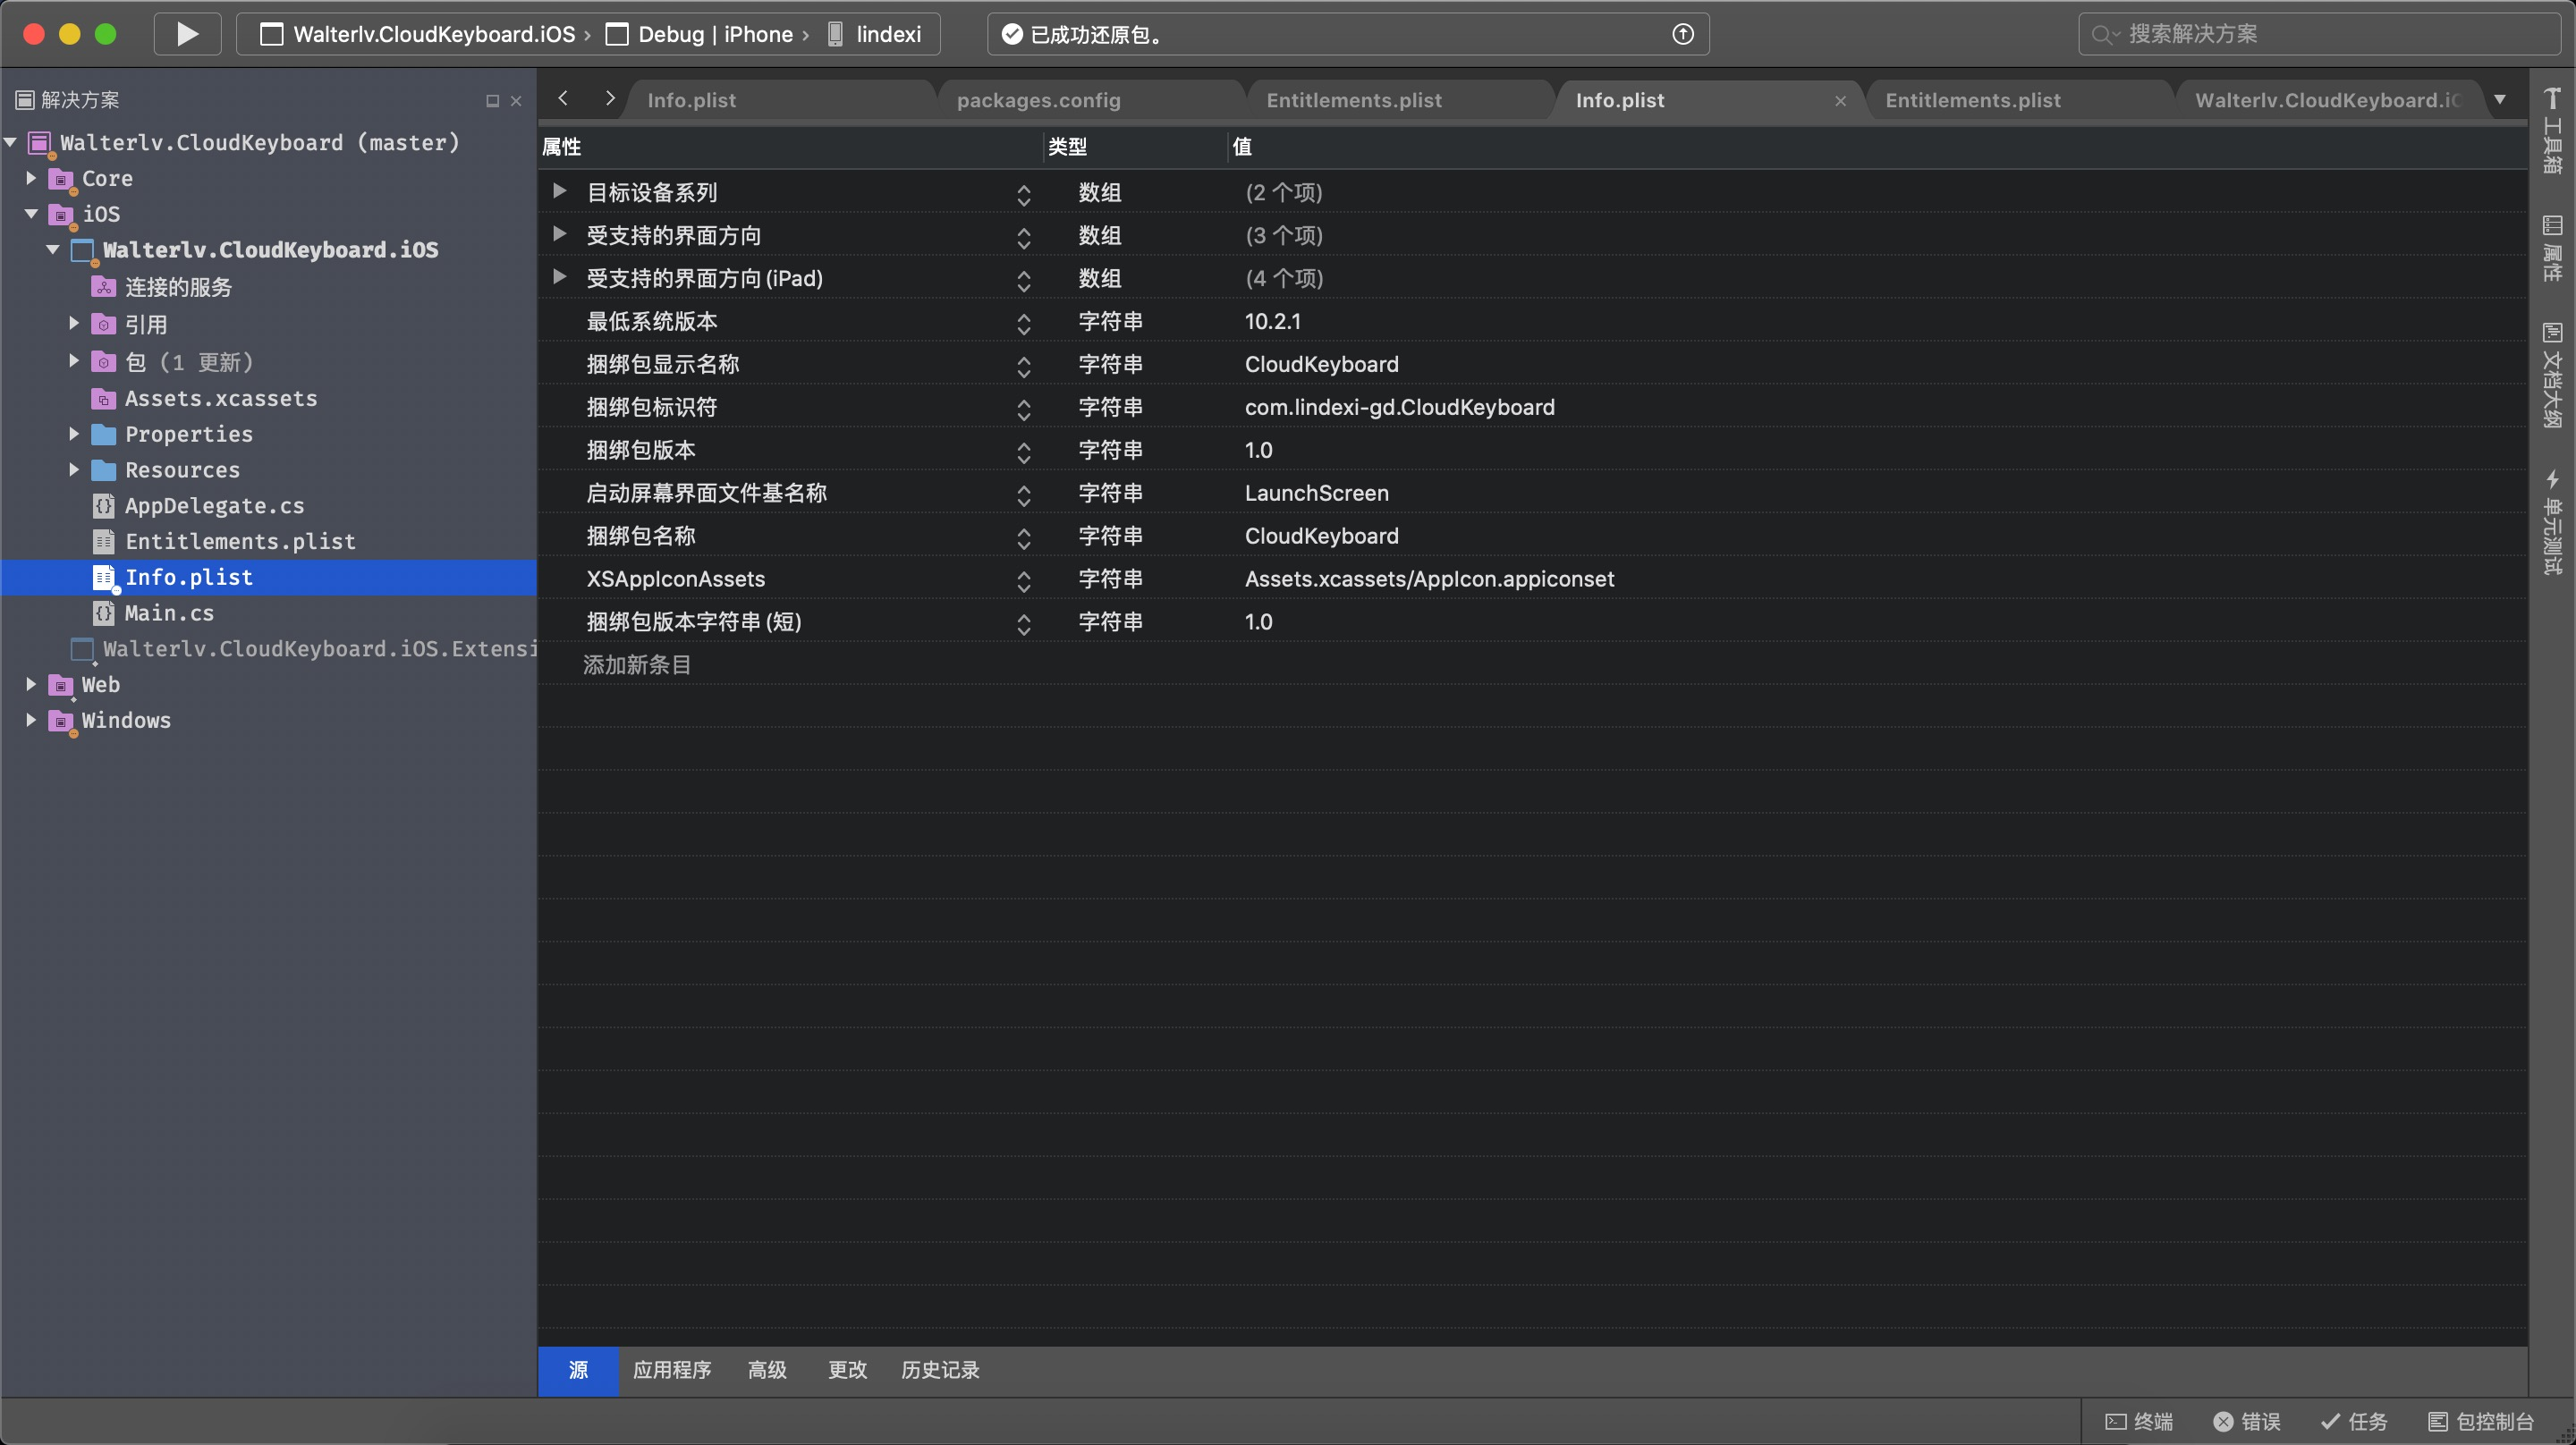 Walterlv.CloudKeyboard.iOS › Debug | iPhone › lindexi
已成功还原包。
搜索解决方案
解决方案
Walterlv.CloudKeyboard (master)
Core
iOS
Walterlv.CloudKeyboard.iOS
连接的服务
引用
包 (1 更新)
Assets.xcassets
Properties
Resources
AppDelegate.cs
Entitlements.plist
Info.plist
Main.cs
Walterlv.CloudKeyboard.iOS.Extensi
Web
Windows
Info.plist packages.config Entitlements.plist Info.plist Entitlements.plist Walterlv.CloudKeyboard.iO
属性 类型 值
目标设备系列 数组 (2 个项)
受支持的界面方向 数组 (3 个项)
受支持的界面方向(iPad) 数组 (4 个项)
最低系统版本 字符串 10.2.1
捆绑包显示名称 字符串 CloudKeyboard
捆绑包标识符 字符串 com.lindexi-gd.CloudKeyboard
捆绑包版本 字符串 1.0
启动屏幕界面文件基名称 字符串 LaunchScreen
捆绑包名称 字符串 CloudKeyboard
XSAppIconAssets 字符串 Assets.xcassets/AppIcon.appiconset
捆绑包版本字符串(短) 字符串 1.0
添加新条目
源 应用程序 高级 更改 历史记录
工具箱
属性
文档大纲
单元测试
终端 错误 任务 包控制台